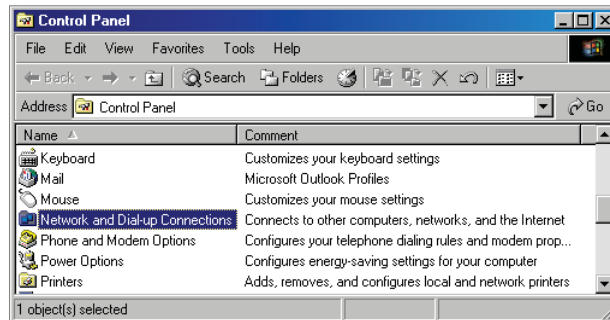 Control Panel
File Edit View Favorites Tools Help
Back Search Folders
Address Control Panel Go
Name Comment
Keyboard Customizes your keyboard settings
Mail Microsoft Outlook Profiles
Mouse Customizes your mouse settings
Network and Dial-up Connections Connects to other computers, networks, and the Internet
Phone and Modem Options Configures your telephone dialing rules and modem prop...
Power Options Configures energy-saving settings for your computer
Printers Adds, removes, and configures local and network printers
1 object(s) selected